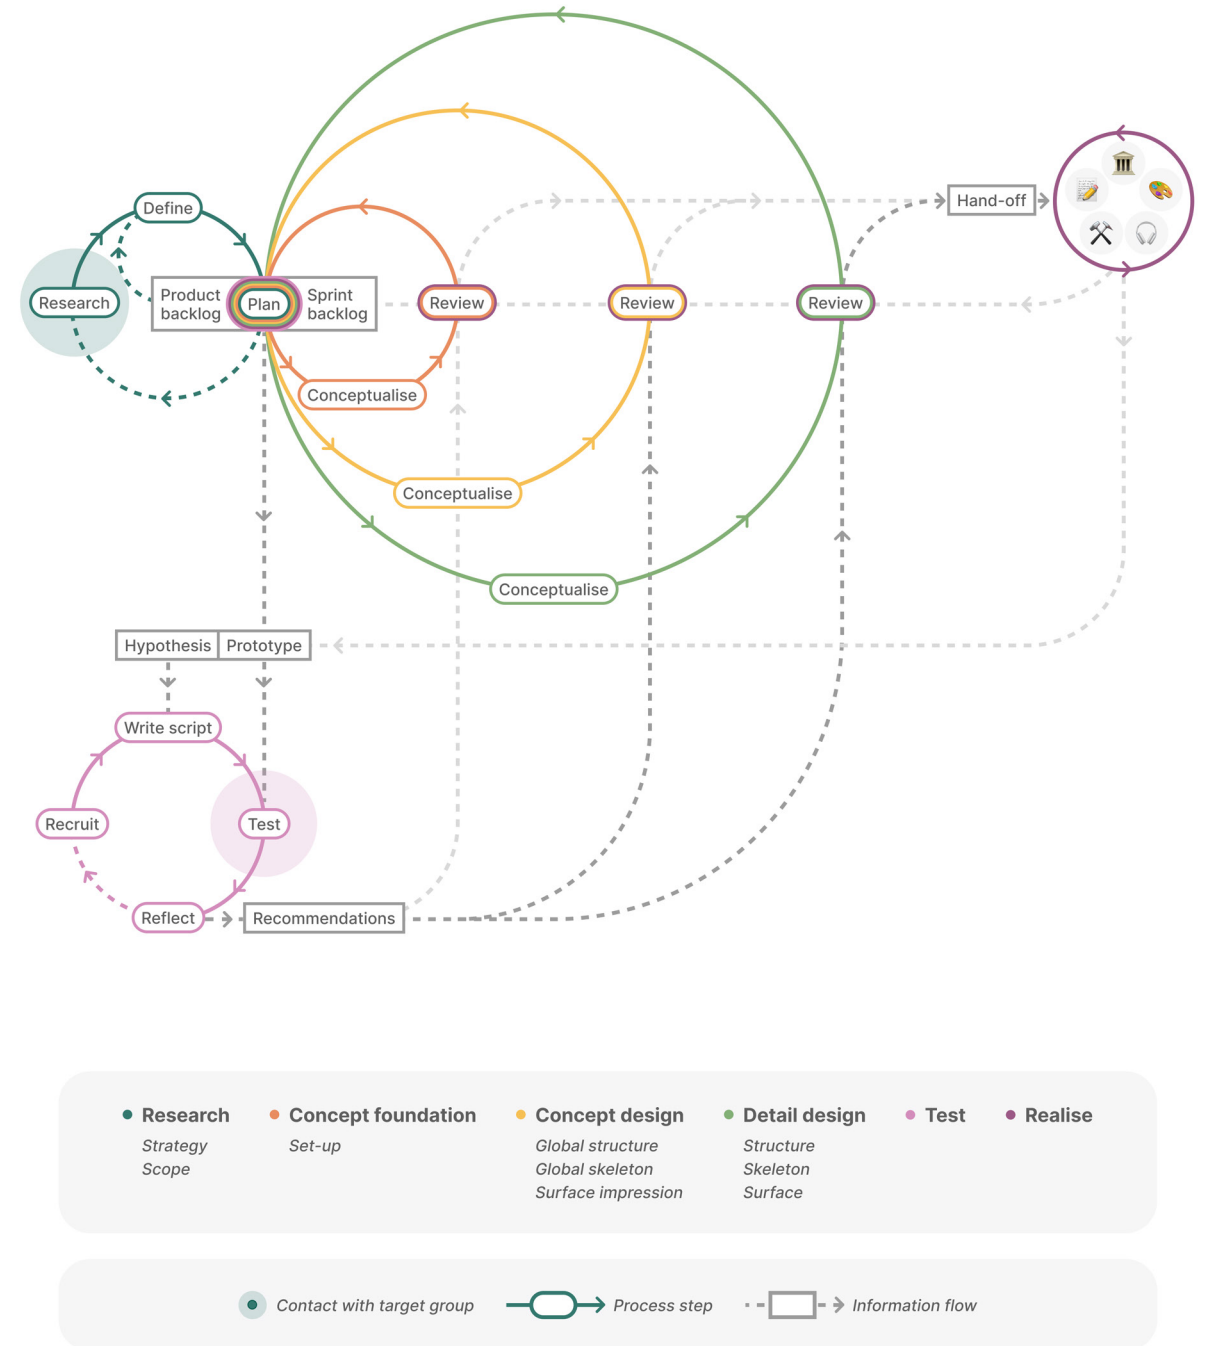 Define
Hand-off
Research
Product
backlog
Plan
Sprint
backlog
Review
Review
Review
Conceptualise
Conceptualise
Conceptualise
Hypothesis
Prototype
Write script
Recruit
Test
Reflect
Recommendations
Research
Strategy
Scope
Concept foundation
Set-up
Concept design
Global structure
Global skeleton
Surface impression
Detail design
Structure
Skeleton
Surface
Test
Realise
Contact with target group
Process step
Information flow